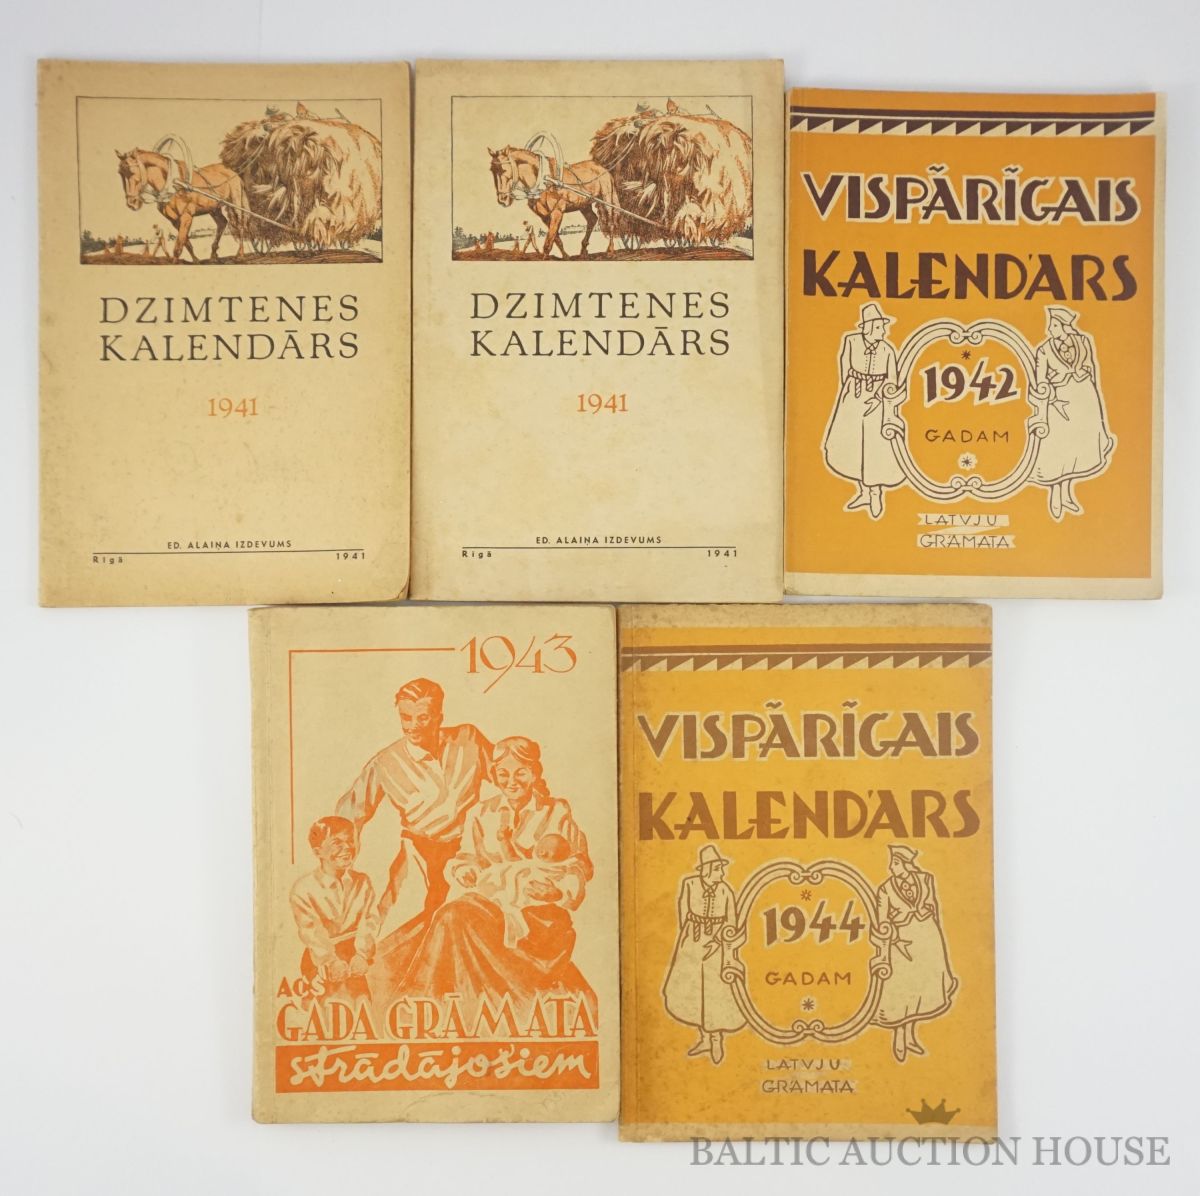 DZIMTENES
KALENDĀRS
1941
ED. ALAIŅA IZDEVUMS
Rīgā 1941
DZIMTENES
KALENDĀRS
1941
ED. ALAIŅA IZDEVUMS
Rīgā 1941
VISPĀRĪGAIS
KALENDĀRS
1942
GADAM
LATVJU
GRĀMATA
1943
ACS
GADA GRĀMATA
strādājošiem
VISPĀRĪGAIS
KALENDĀRS
1944
GADAM
LATVJU
GRĀMATA
BALTIC AUCTION HOUSE